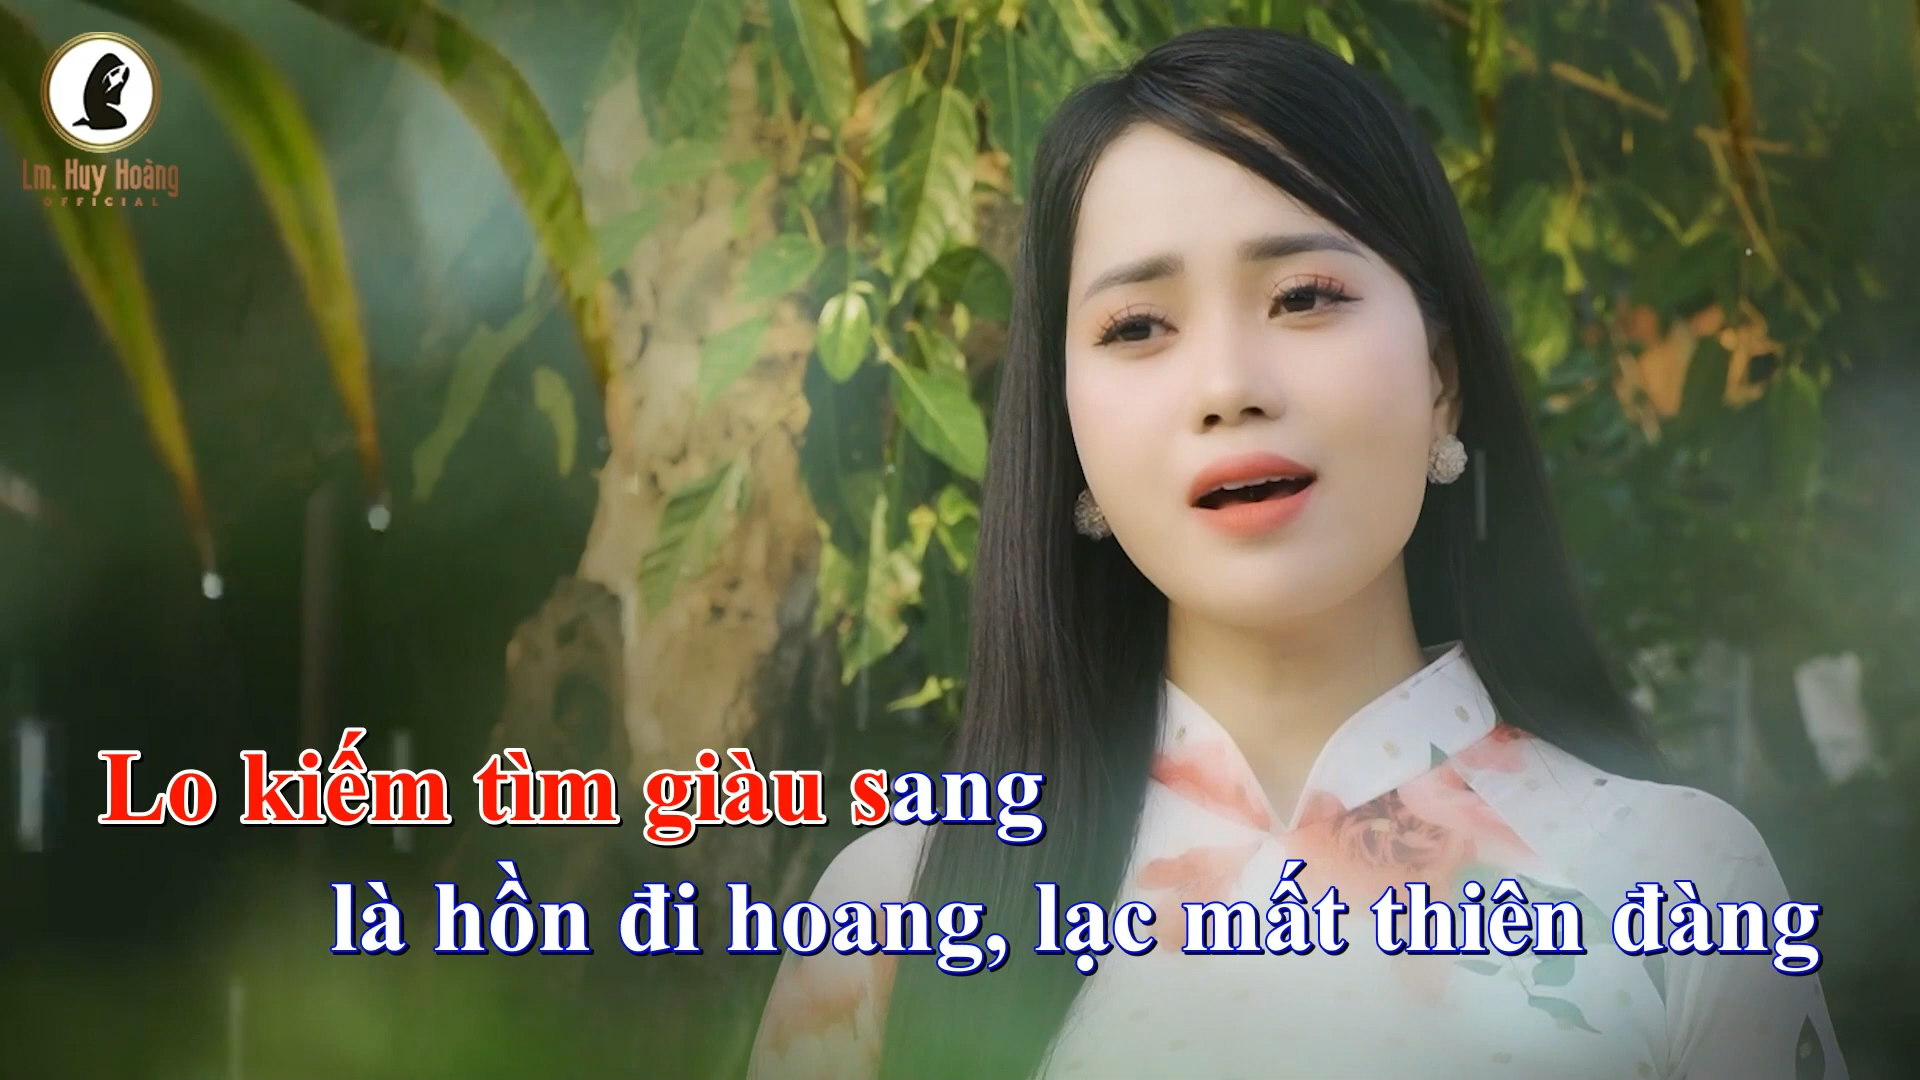 Lm. Huy Hoàng
OFFICIAL
Lo kiếm tìm giàu sang
là hồn đi hoang, lạc mất thiên đàng